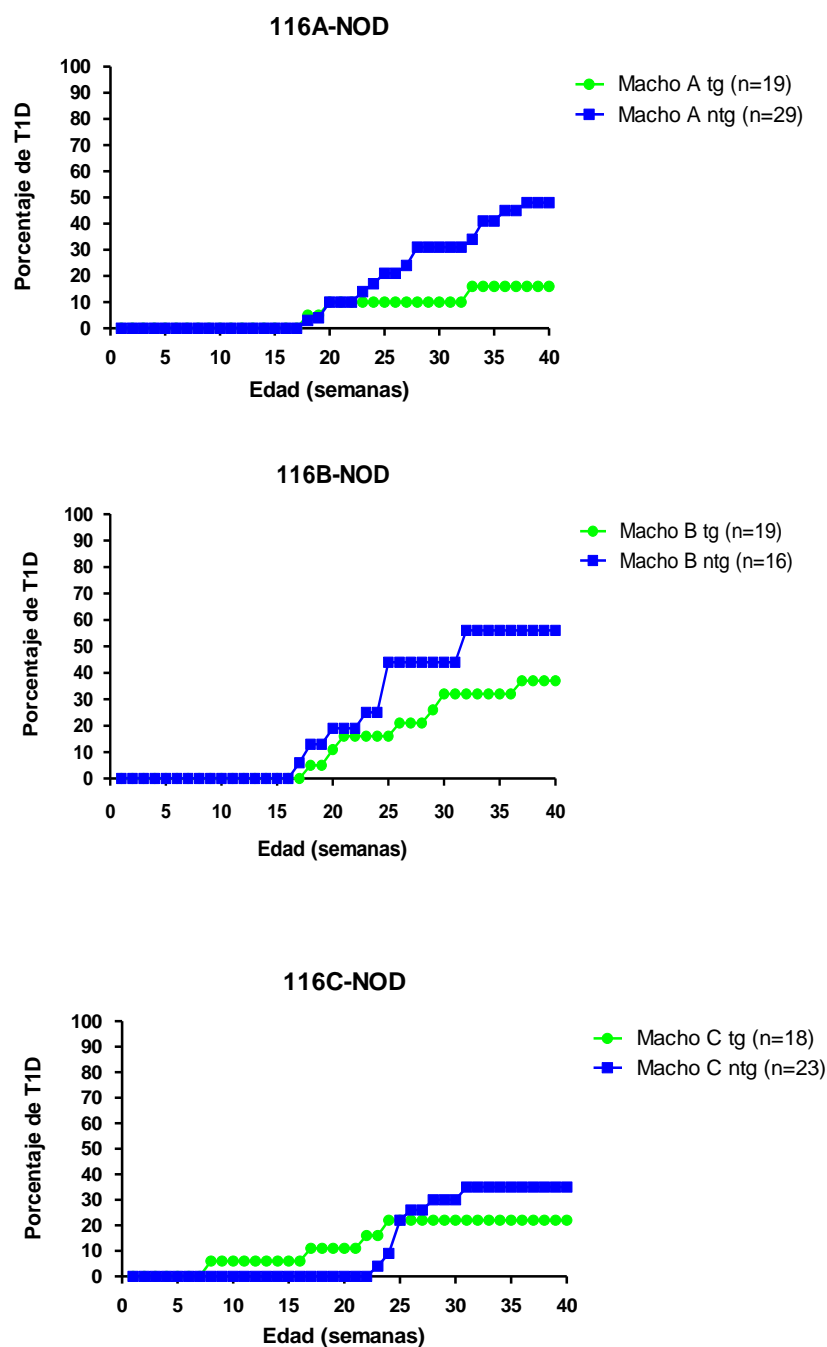 116A-NOD
100
90
80
70
60
50
40
30
20
10
0
Porcentaje de T1D
0 5 10 15 20 25 30 35 40
Edad (semanas)
Macho A tg (n=19)
Macho A ntg (n=29)
116B-NOD
100
90
80
70
60
50
40
30
20
10
0
Porcentaje de T1D
0 5 10 15 20 25 30 35 40
Edad (semanas)
Macho B tg (n=19)
Macho B ntg (n=16)
116C-NOD
100
90
80
70
60
50
40
30
20
10
0
Porcentaje de T1D
0 5 10 15 20 25 30 35 40
Edad (semanas)
Macho C tg (n=18)
Macho C ntg (n=23)